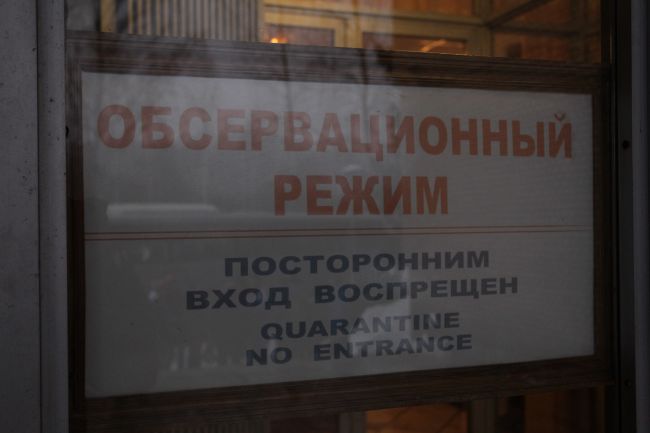 ОБСЕРВАЦИОННЫЙ
РЕЖИМ
ПОСТОРОННИМ
ВХОД ВОСПРЕЩЕН
QUARANTINE
NO ENTRANCE